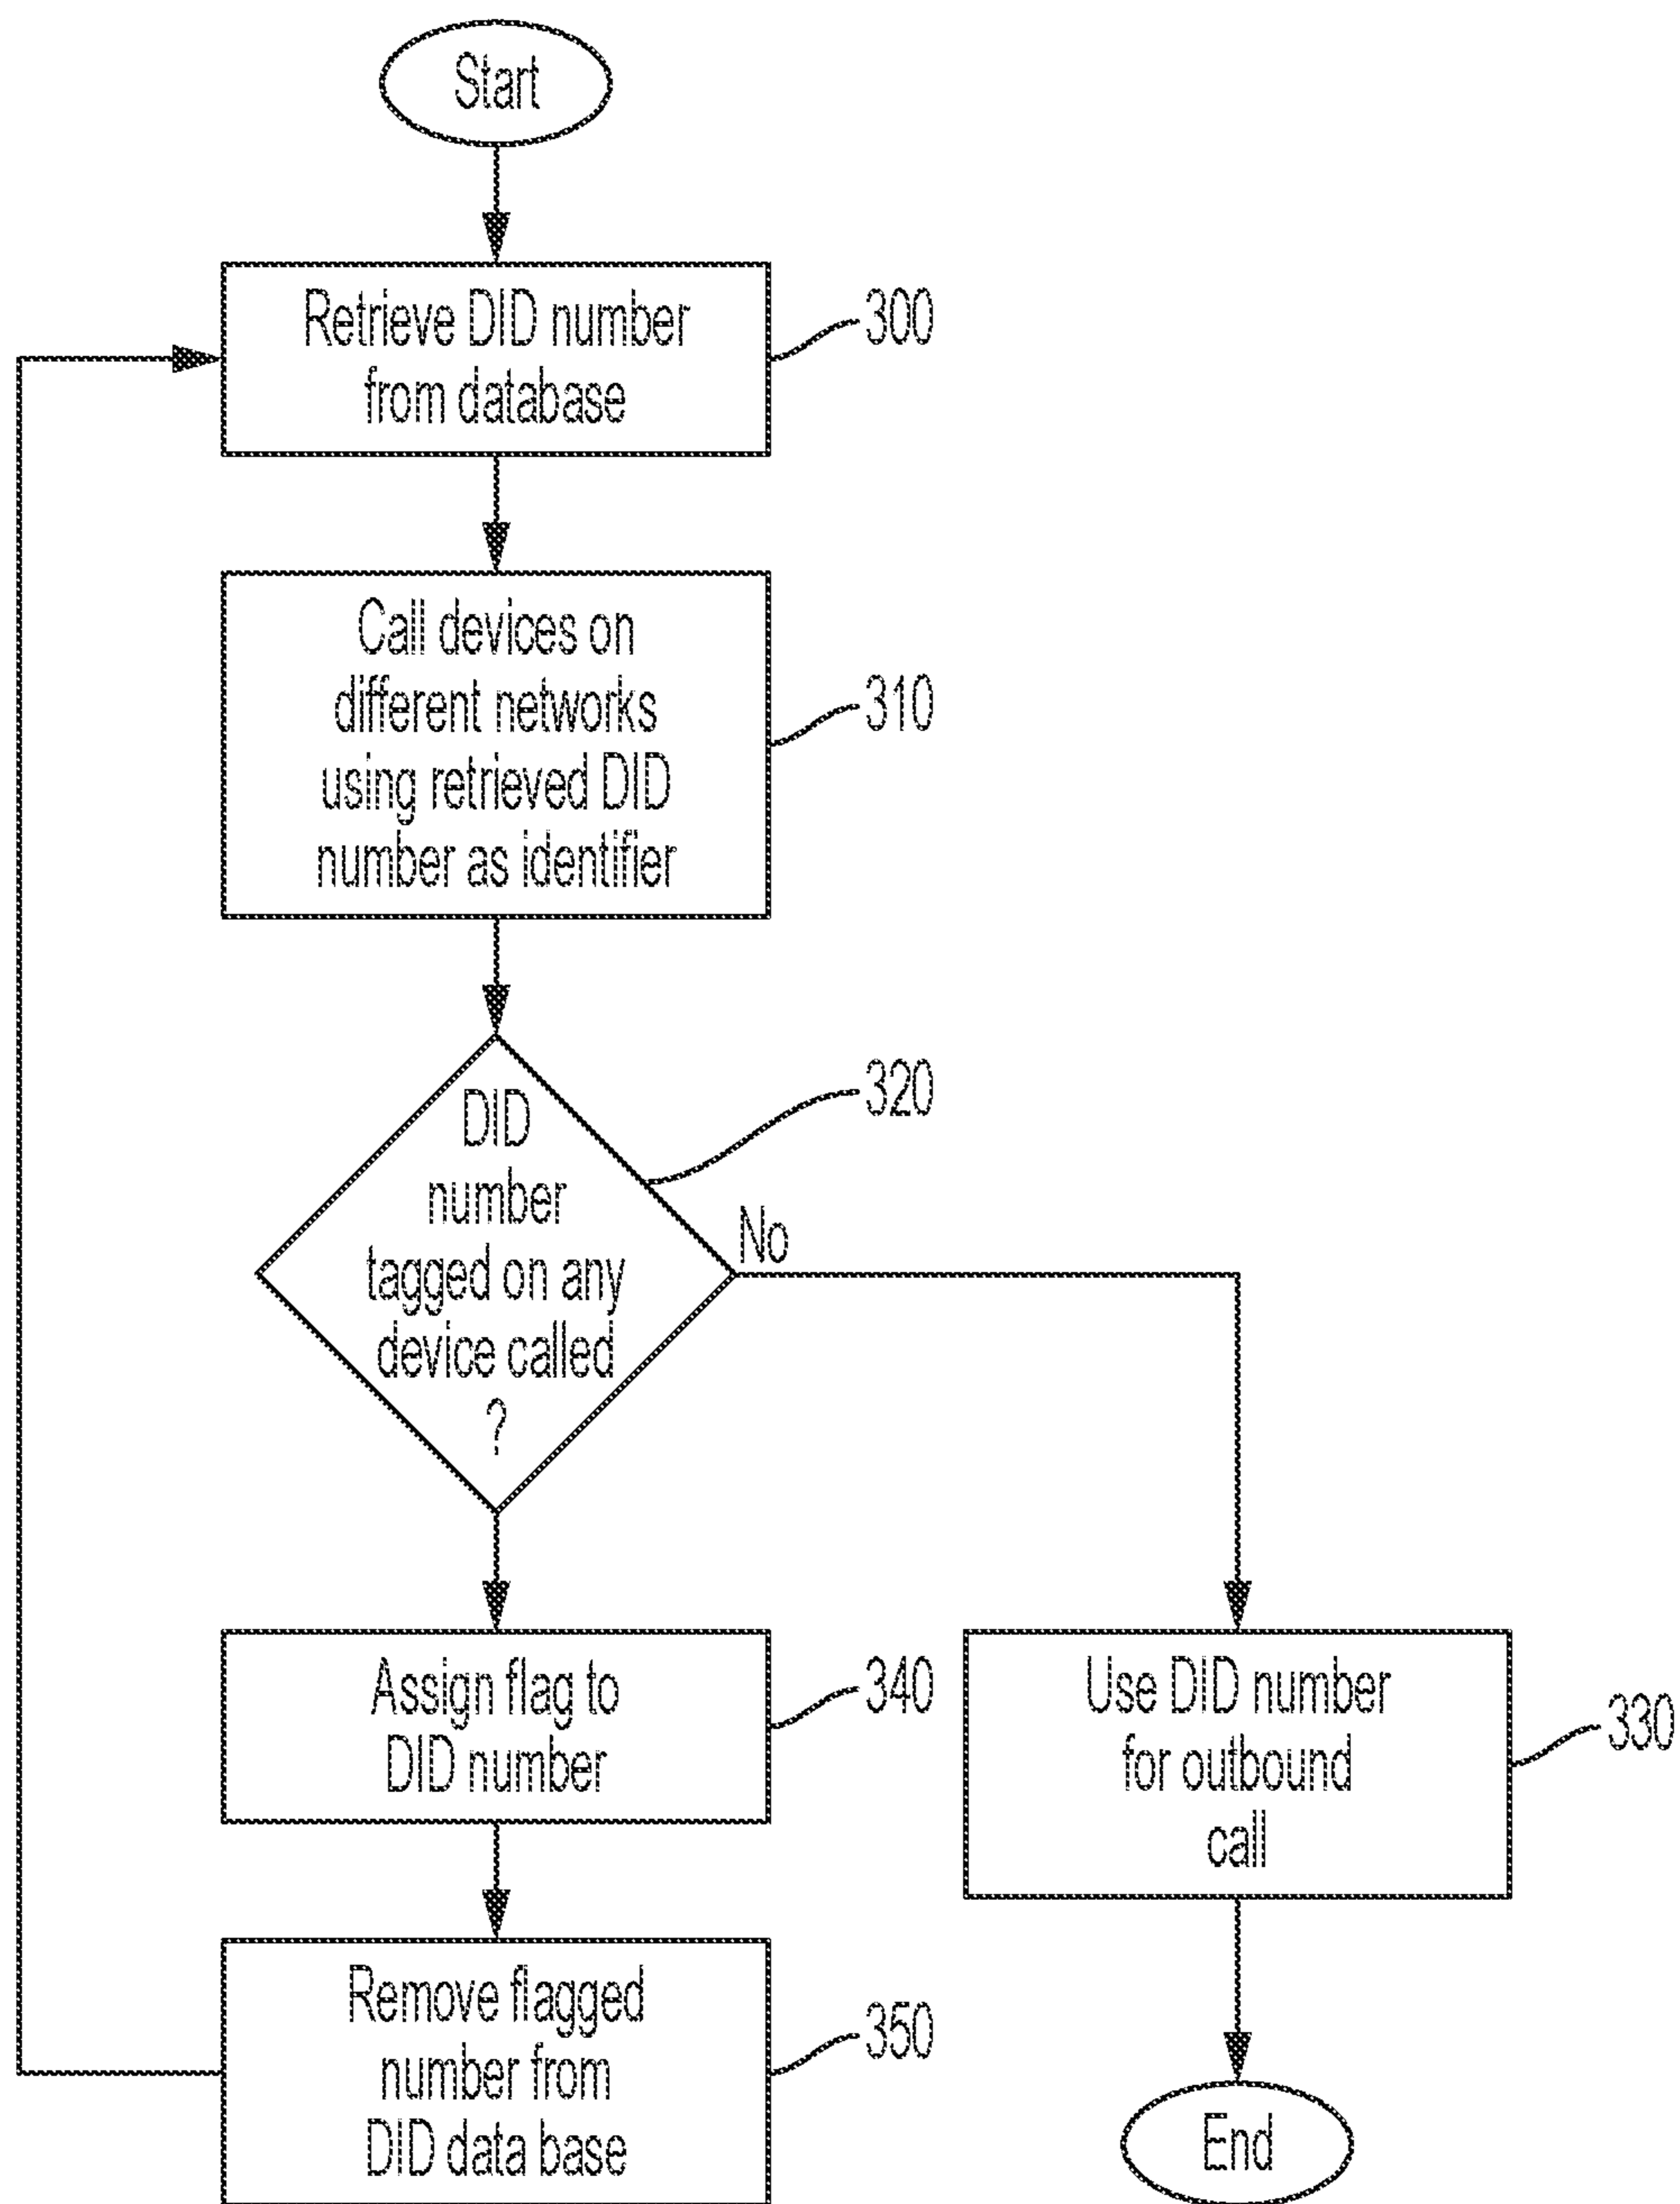 Start
Retrieve DID number
from database
300
Call devices on
different networks
using retrieved DID
number as identifier
310
DID
number
tagged on any
device called
?
320
No
Assign flag to
DID number
340
Use DID number
for outbound
call
330
Remove flagged
number from
DID data base
350
End